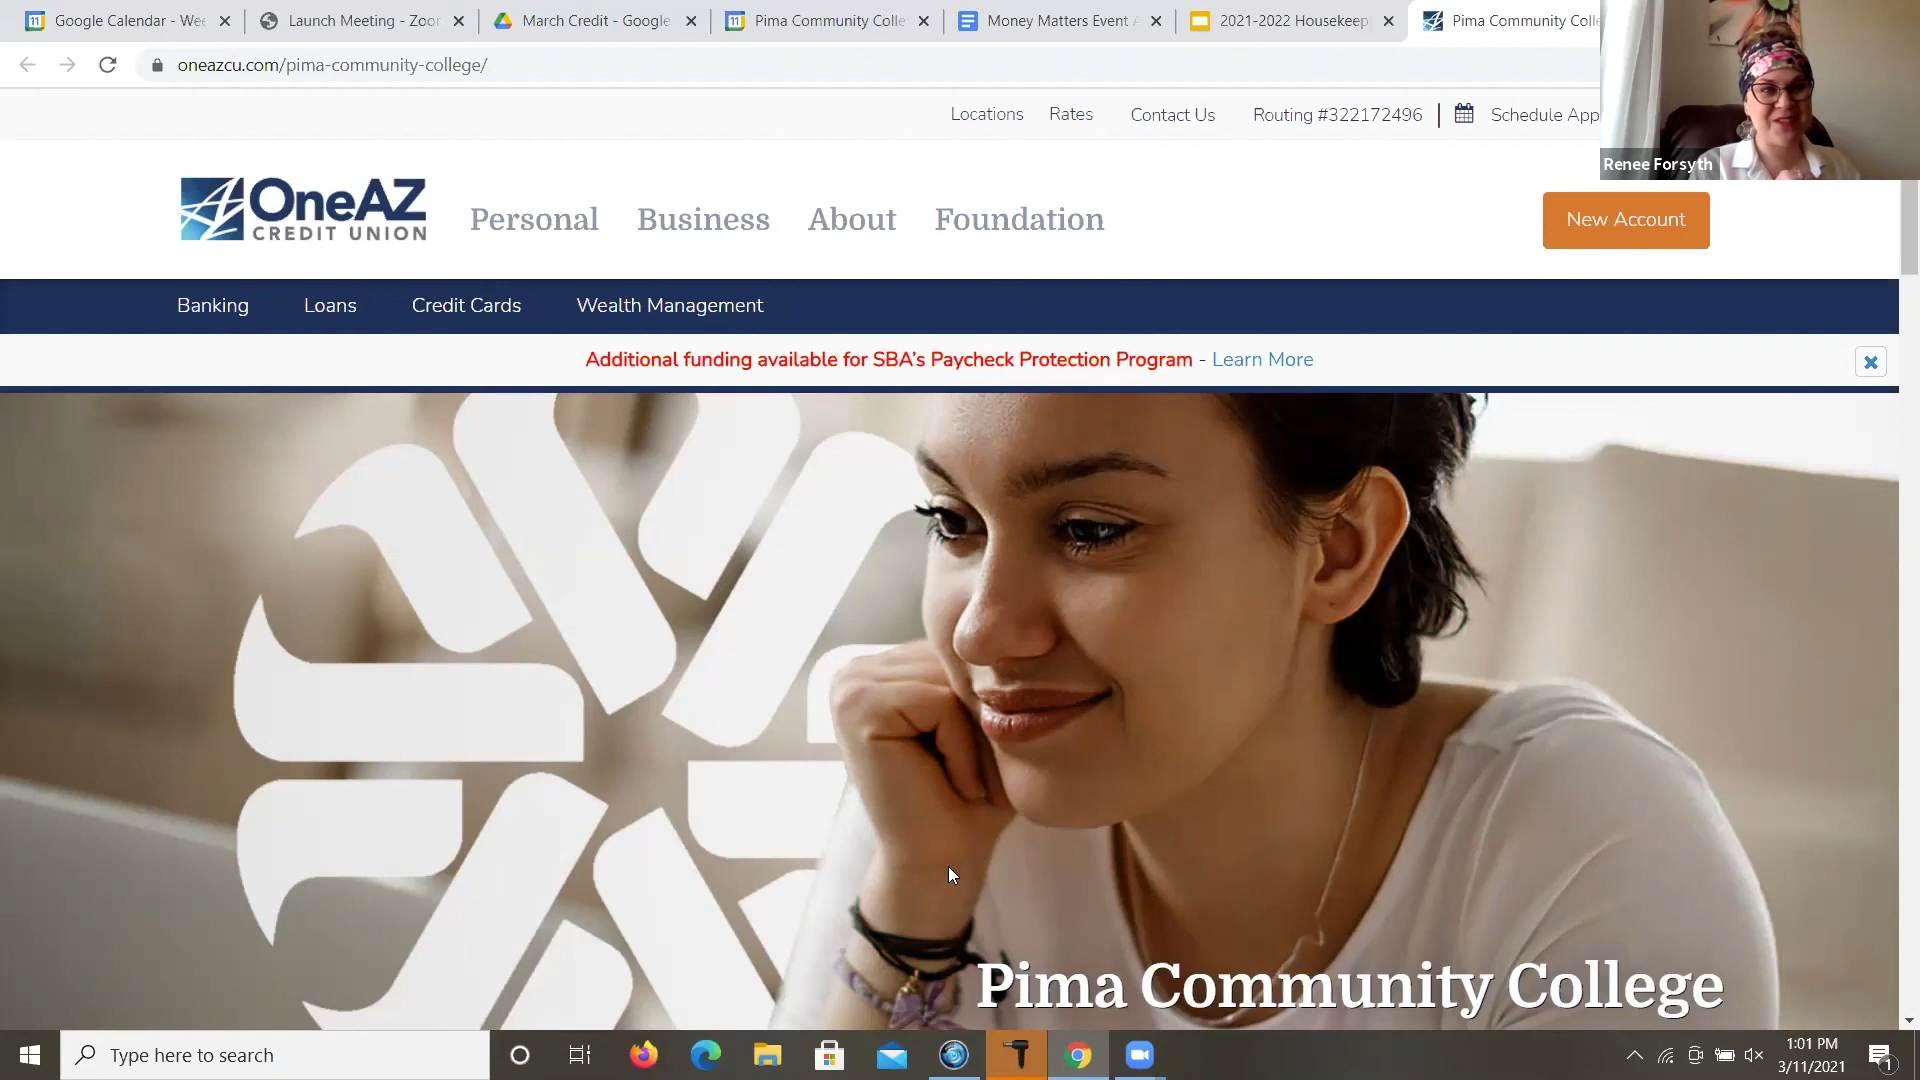 Google Calendar - Wee
Launch Meeting - Zoor
March Credit - Google
Pima Community Colle
Money Matters Event A
2021-2022 Housekeep
Pima Community Colle
oneazcu.com/pima-community-college/
Locations Rates Contact Us Routing #322172496 Schedule App
Renee Forsyth
OneAZ
CREDIT UNION
Personal Business About Foundation
New Account
Banking Loans Credit Cards Wealth Management
Additional funding available for SBA's Paycheck Protection Program - Learn More
Pima Community College
Type here to search
1:01 PM
3/11/2021
1